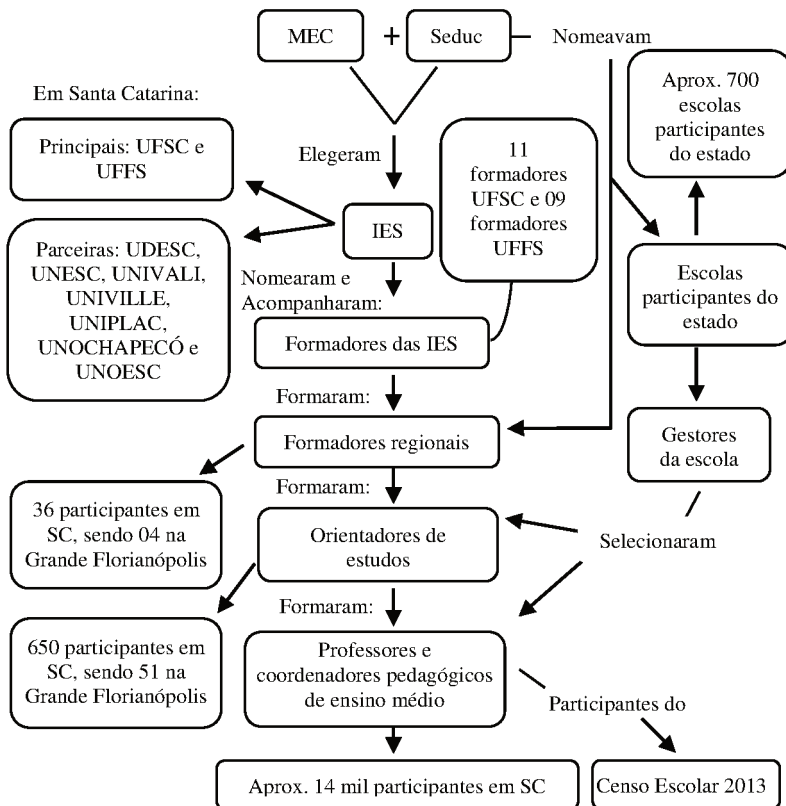 MEC
+
Seduc
Nomeavam
Em Santa Catarina:
Principais: UFSC e
UFFS
Elegeram
11
formadores
UFSC e 09
formadores
UFFS
Aprox. 700
escolas
participantes
do estado
IES
Parceiras: UDESC,
UNESC, UNIVALI,
UNIVILLE,
UNIPLAC,
UNOCHAPECÓ e
UNOESC
Nomearam e
Acompanharam:
Escolas
participantes do
estado
Formadores das IES
Formaram:
Formadores regionais
Gestores
da escola
Formaram:
36 participantes em
SC, sendo 04 na
Grande Florianópolis
Orientadores de
estudos
Selecionaram
Formaram:
650 participantes em
SC, sendo 51 na
Grande Florianópolis
Professores e
coordenadores pedagógicos
de ensino médio
Participantes do
Aprox. 14 mil participantes em SC
Censo Escolar 2013